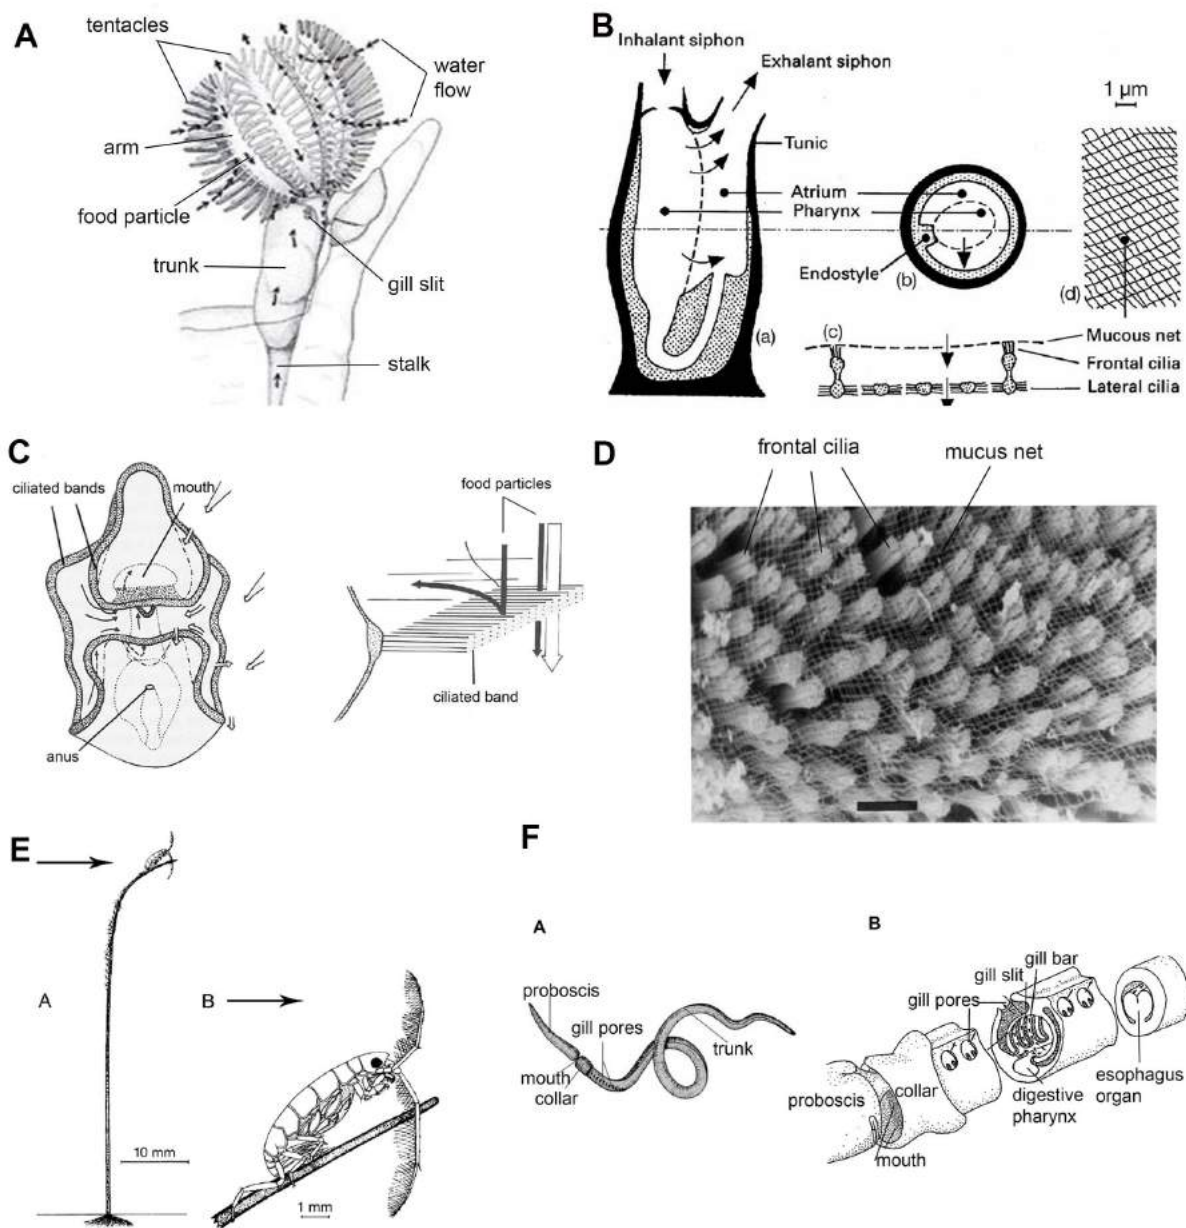 A
tentacles
water
flow
arm
food particle
trunk
gill slit
stalk
B
Inhalant siphon
Exhalant siphon
1 µm
Tunic
Atrium
Pharynx
Endostyle
(a)
(b)
(c)
(d)
Mucous net
Frontal cilia
Lateral cilia
C
ciliated bands
mouth
anus
food particles
ciliated band
D
frontal cilia
mucus net
E
A
10 mm
B
1 mm
F
A
proboscis
gill pores
mouth
collar
trunk
B
gill bar
gill slit
gill pores
collar
proboscis
mouth
digestive
pharynx
esophagus
organ